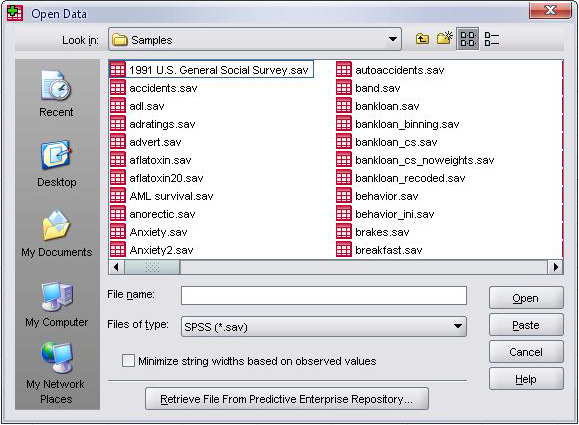 Open Data
Look in:
Samples
Recent
Desktop
My Documents
My Computer
My Network
Places
1991 U.S. General Social Survey.sav
accidents.sav
adl.sav
adratings.sav
advert.sav
aflatoxin.sav
aflatoxin20.sav
AML survival.sav
anorectic.sav
Anxiety.sav
Anxiety2.sav
autoaccidents.sav
band.sav
bankloan.sav
bankloan_binning.sav
bankloan_cs.sav
bankloan_cs_noweights.sav
bankloan_recoded.sav
behavior.sav
behavior_ini.sav
brakes.sav
breakfast.sav
File name:
Files of type:
SPSS (*.sav)
Minimize string widths based on observed values
Open
Paste
Cancel
Help
Retrieve File From Predictive Enterprise Repository...